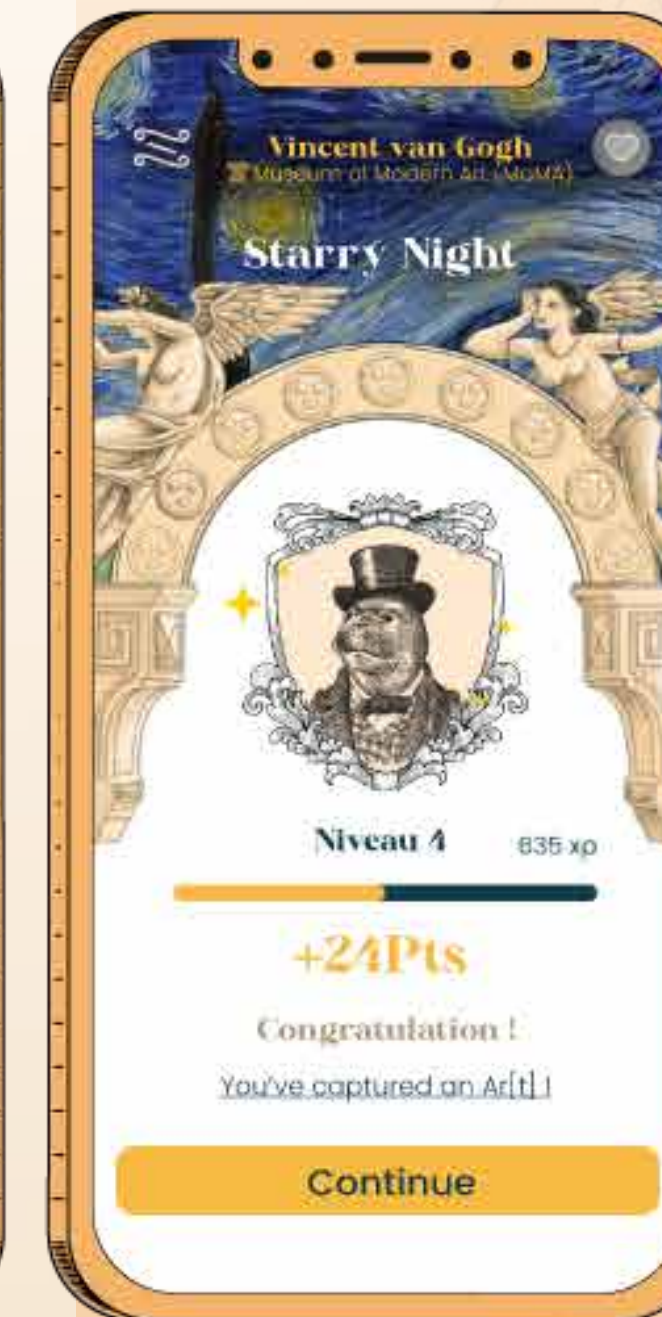 Vincent van Gogh
Museum of Modern Art (MoMA)
Starry Night
Niveau 4
635 xp
+24Pts
Congratulation !
You've captured an Ar[t] !
Continue